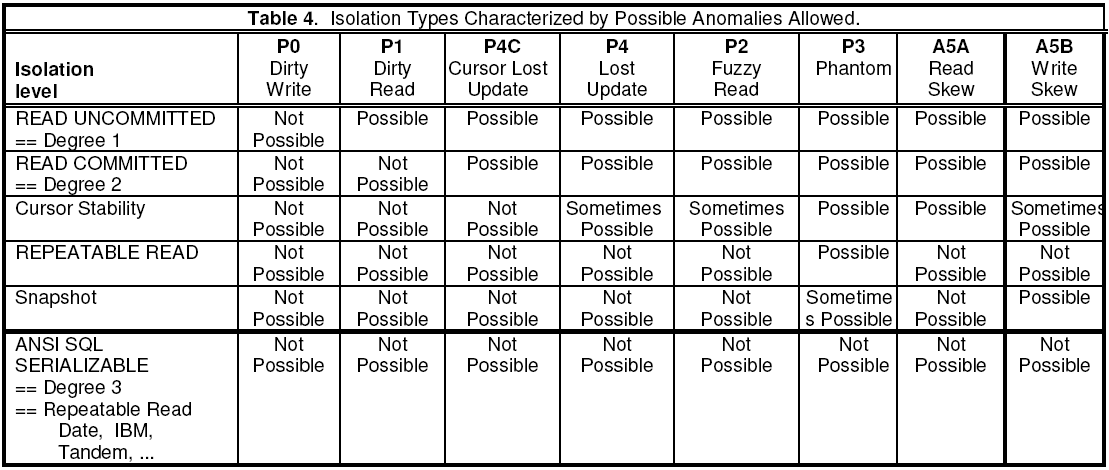 Table 4. Isolation Types Characterized by Possible Anomalies Allowed.
Isolation level
P0 Dirty Write
P1 Dirty Read
P4C Cursor Lost Update
P4 Lost Update
P2 Fuzzy Read
P3 Phantom
A5A Read Skew
A5B Write Skew
READ UNCOMMITTED == Degree 1
Not Possible
Possible
Possible
Possible
Possible
Possible
Possible
Possible
READ COMMITTED == Degree 2
Not Possible
Not Possible
Possible
Possible
Possible
Possible
Possible
Possible
Cursor Stability
Not Possible
Not Possible
Not Possible
Sometimes Possible
Sometimes Possible
Possible
Possible
Sometimes Possible
REPEATABLE READ
Not Possible
Not Possible
Not Possible
Not Possible
Not Possible
Possible
Not Possible
Not Possible
Snapshot
Not Possible
Not Possible
Not Possible
Not Possible
Not Possible
Sometime s Possible
Not Possible
Possible
ANSI SQL SERIALIZABLE == Degree 3 == Repeatable Read Date, IBM, Tandem, ...
Not Possible
Not Possible
Not Possible
Not Possible
Not Possible
Not Possible
Not Possible
Not Possible